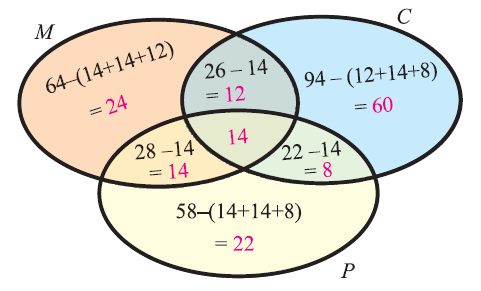 M
C
64–(14+14+12)
= 24
26 – 14
= 12
94 – (12+14+8)
= 60
14
28 –14
= 14
22 –14
= 8
58–(14+14+8)
= 22
P